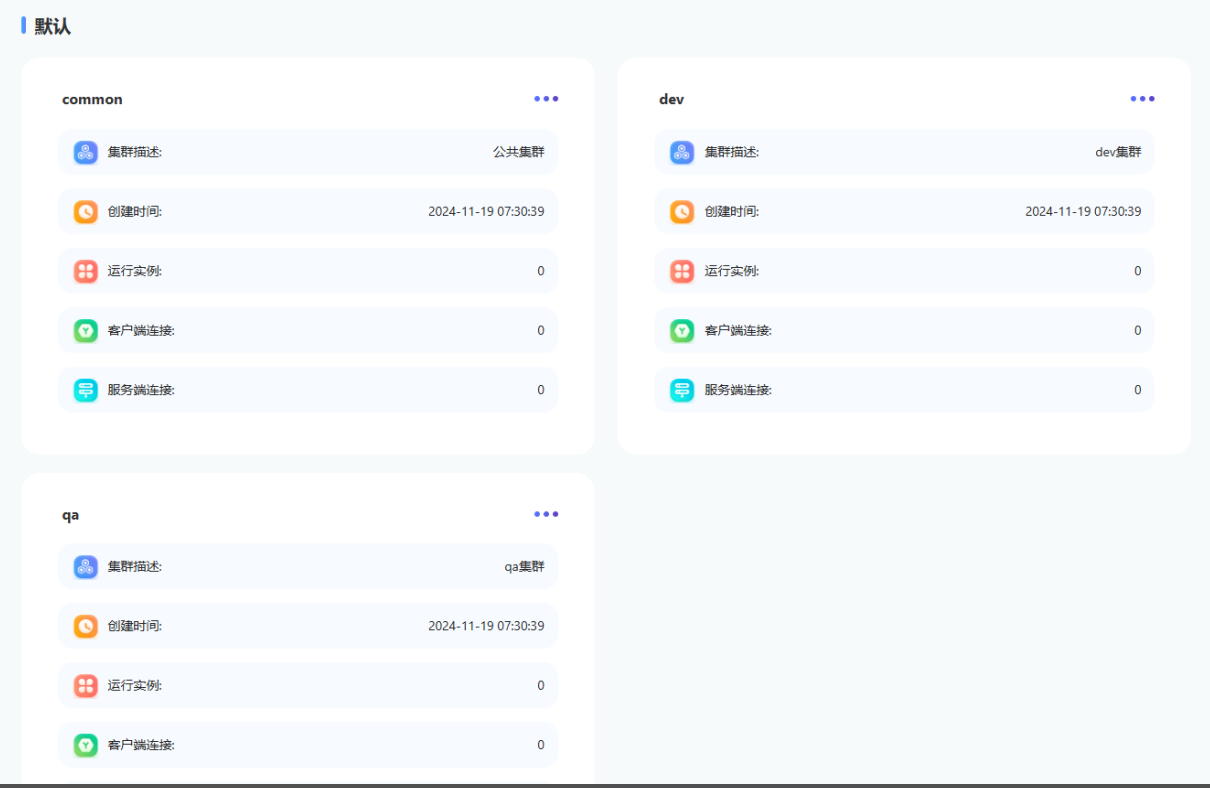 默认
common
集群描述: 公共集群
创建时间: 2024-11-19 07:30:39
运行实例: 0
客户端连接: 0
服务端连接: 0
dev
集群描述: dev集群
创建时间: 2024-11-19 07:30:39
运行实例: 0
客户端连接: 0
服务端连接: 0
qa
集群描述: qa集群
创建时间: 2024-11-19 07:30:39
运行实例: 0
客户端连接: 0